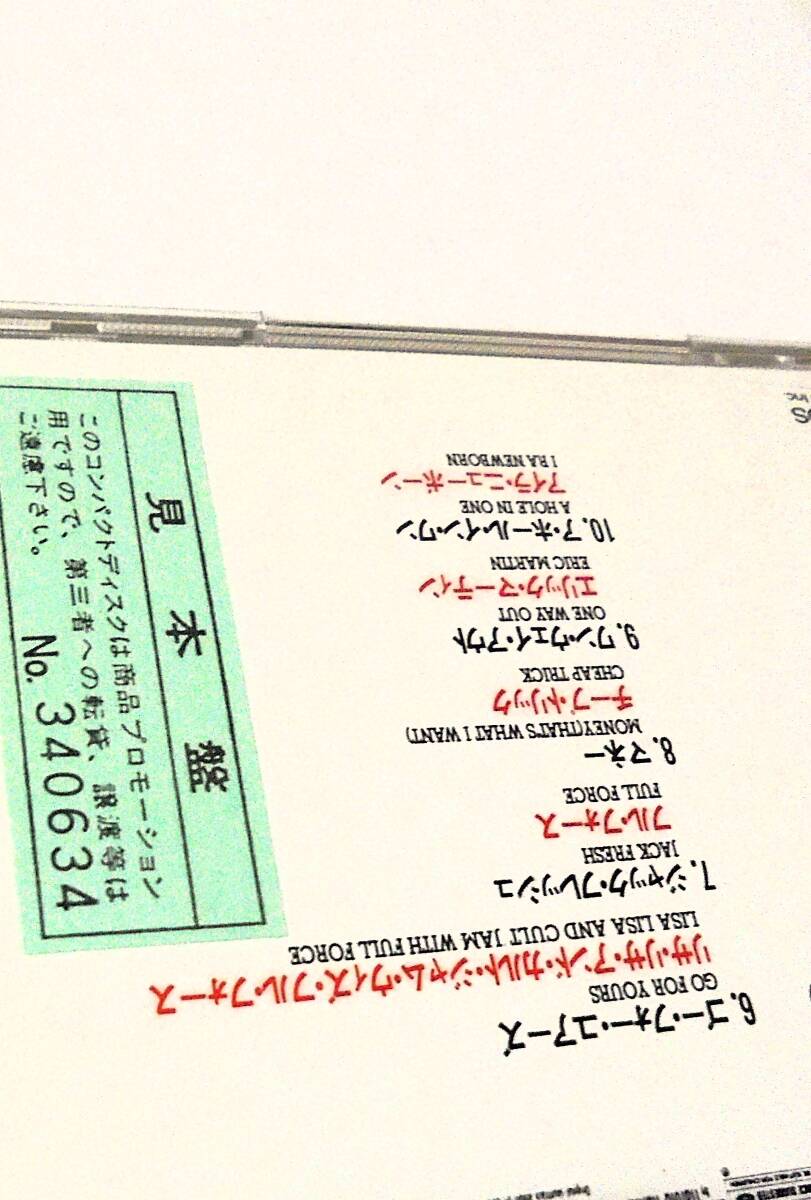 6. ゴー・フォー・ユアーズ
GO FOR YOURS
リサ・リサ・アンド・カルト・ジャム・ウィズ・フル・フォース
LISA LISA AND CULT JAM WITH FULL FORCE
7. ジャック・フレッシュ
JACK FRESH
フル・フォース
FULL FORCE
8. マネー
MONEY(THAT'S WHAT I WANT)
チープ・トリック
CHEAP TRICK
9. ワン・ウェイ・アウト
ONE WAY OUT
エリック・マーティン
ERIC MARTIN
10. ア・ホール・イン・ワン
A HOLE IN ONE
アイラ・ニューボーン
IRA NEWBORN
見本盤
このコンパクトディスクは商品プロモーション
用ですので、第三者への転貸、譲渡等は
ご遠慮下さい。
No. 340634